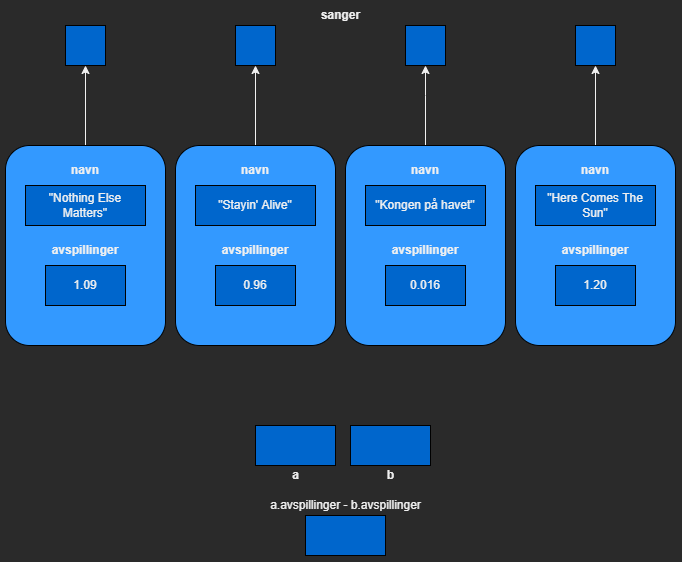 sanger
navn
navn
navn
navn
"Nothing Else
Matters"
"Stayin' Alive"
"Kongen på havet"
"Here Comes The
Sun"
avspillinger
avspillinger
avspillinger
avspillinger
1.09
0.96
0.016
1.20
a
b
a.avspillinger - b.avspillinger